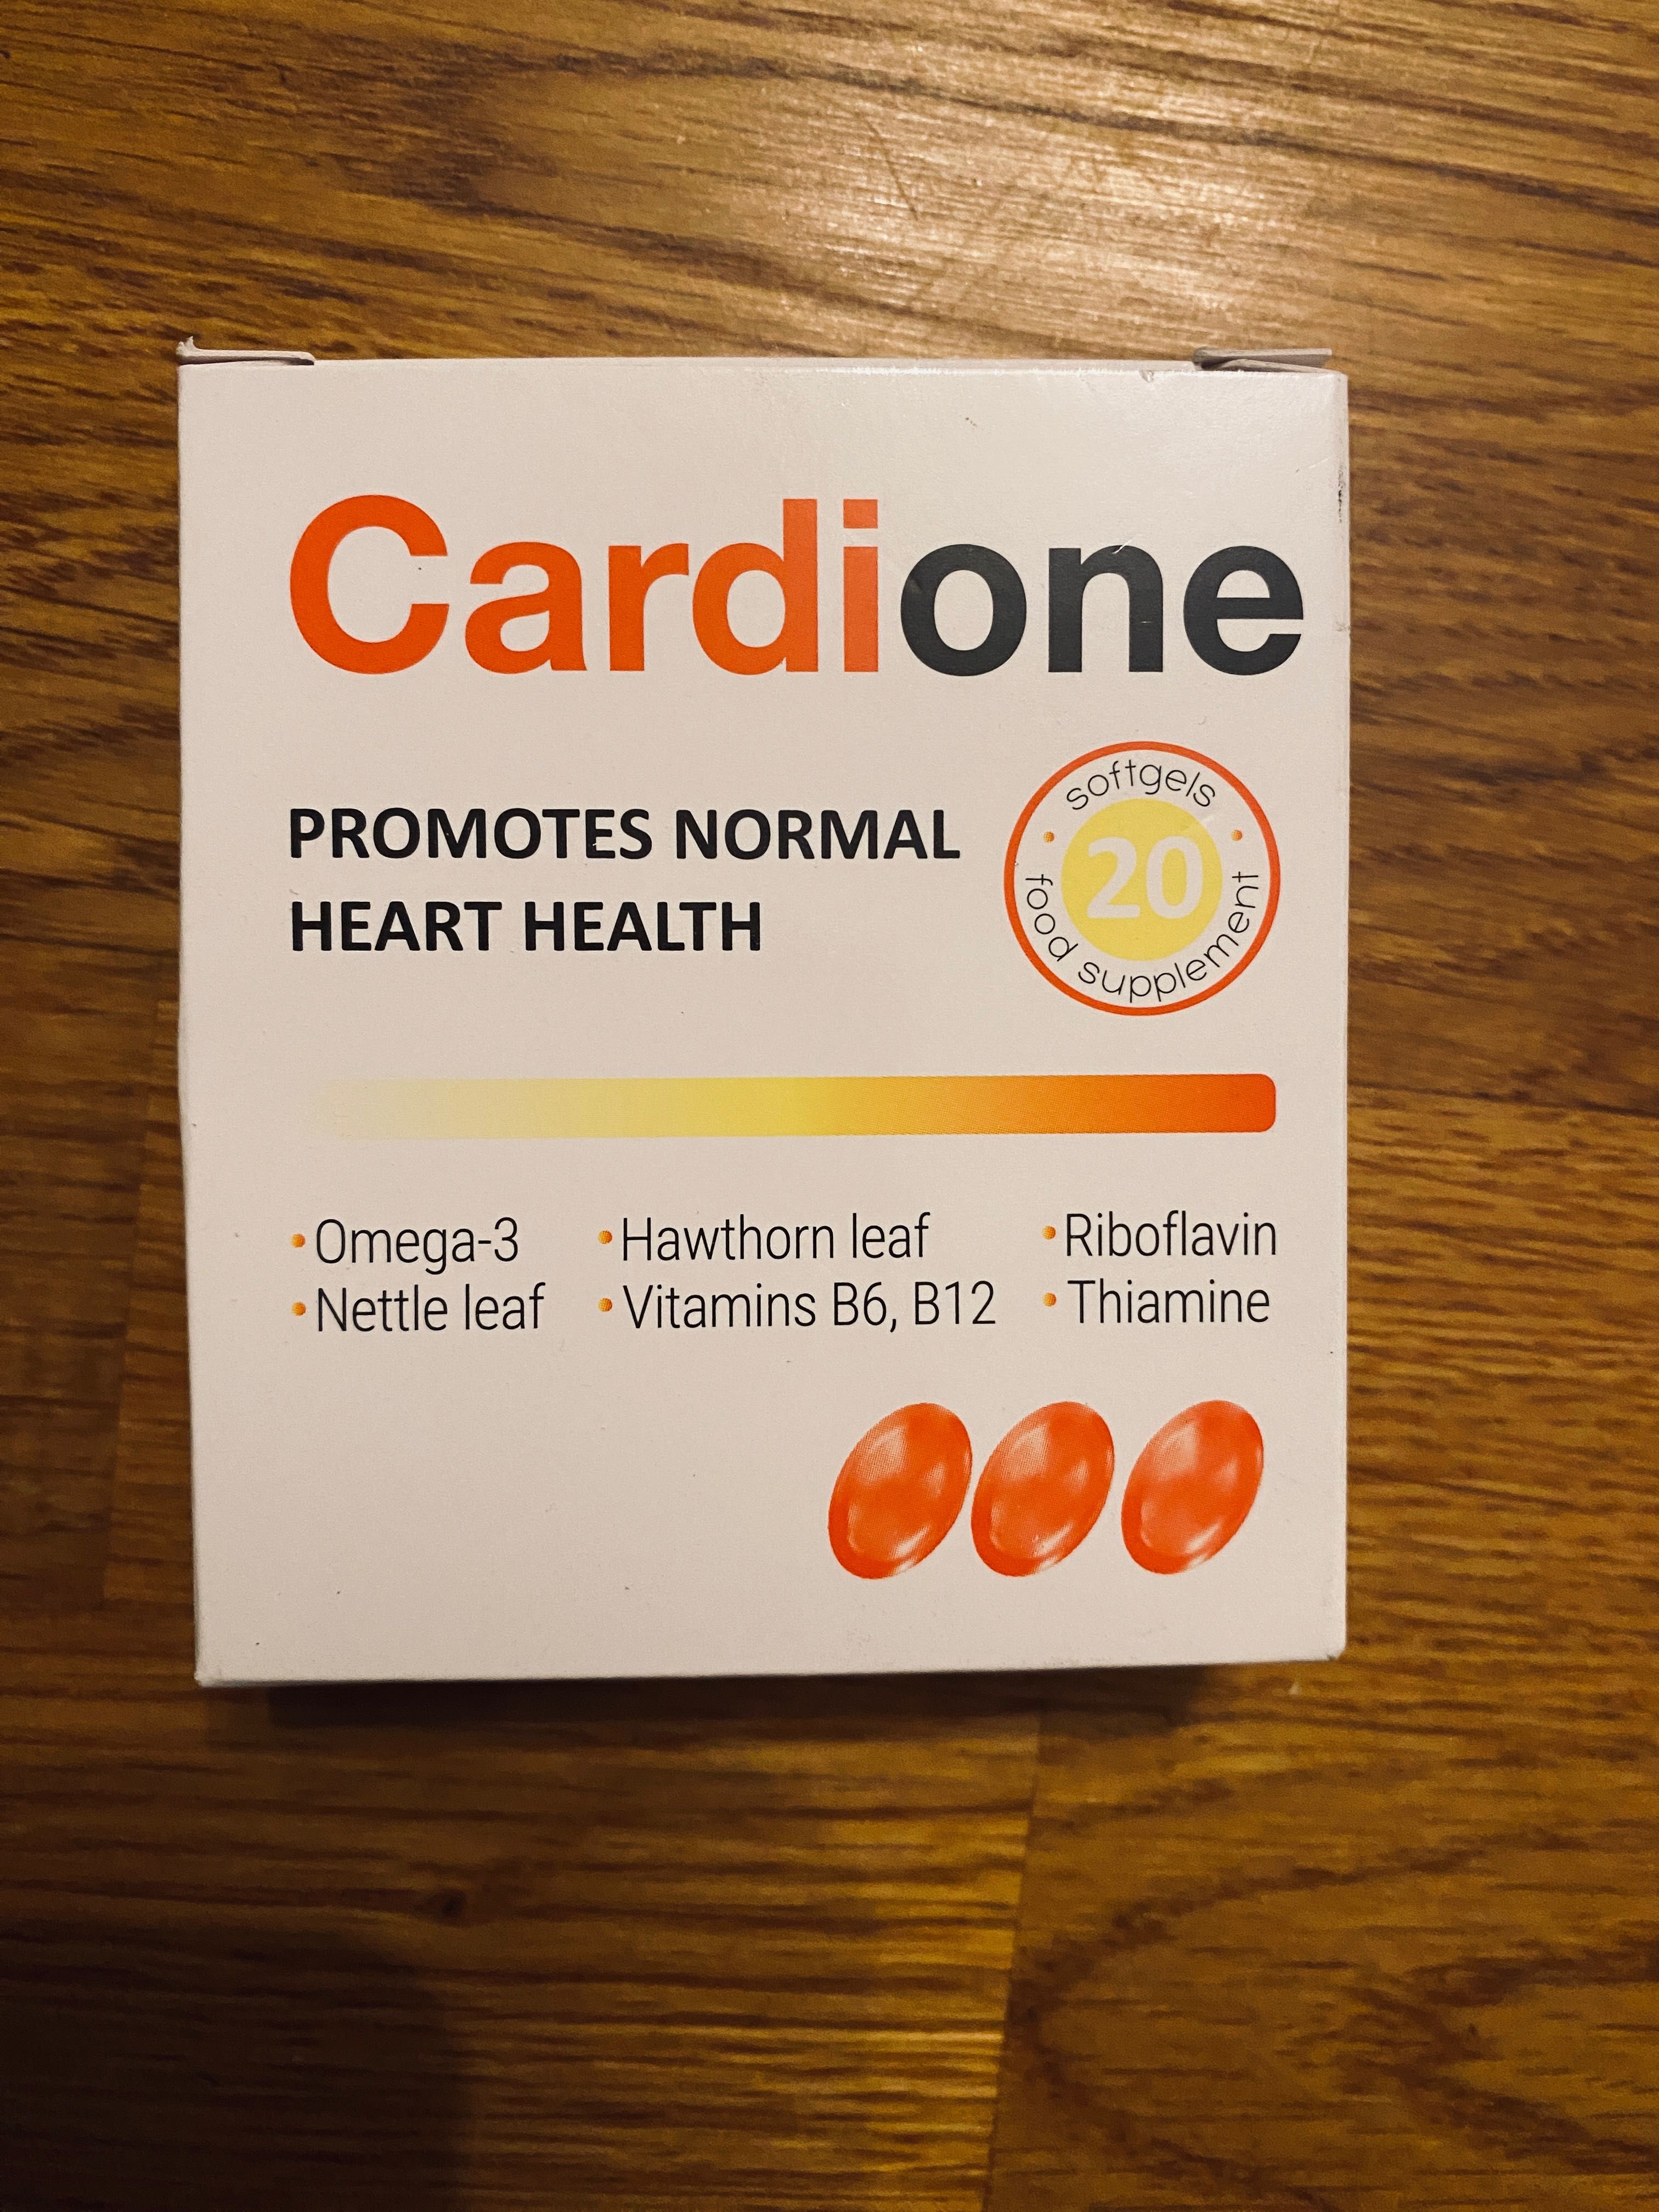 Cardione
PROMOTES NORMAL
HEART HEALTH
softgels
20
food supplement
•Omega-3 •Hawthorn leaf •Riboflavin
•Nettle leaf •Vitamins B6, B12 •Thiamine